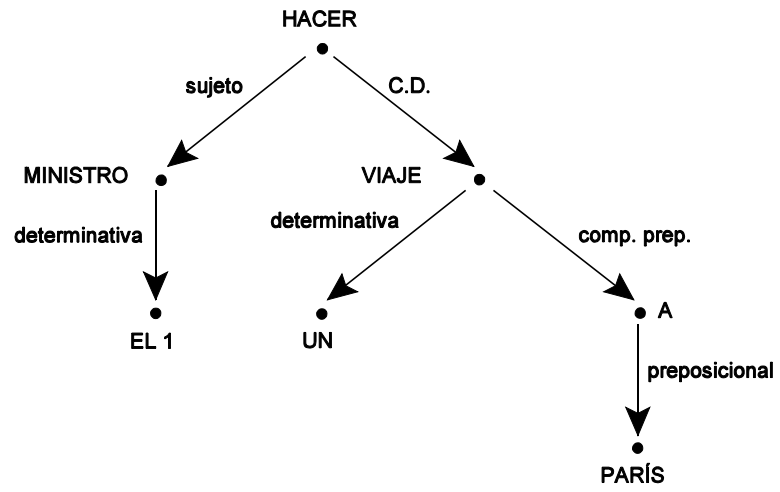 HACER
sujeto
C.D.
MINISTRO
VIAJE
determinativa
determinativa
comp. prep.
EL 1
UN
A
preposicional
PARÍS